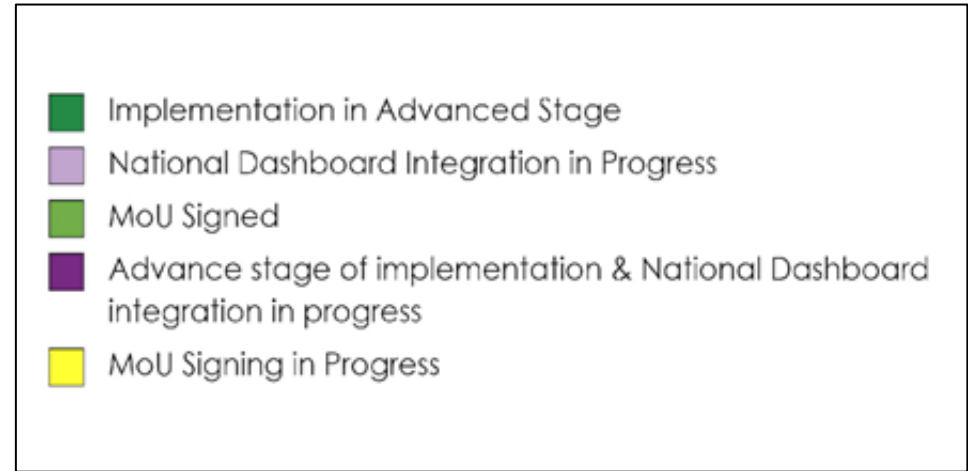 Implementation in Advanced Stage
National Dashboard Integration in Progress
MoU Signed
Advance stage of implementation & National Dashboard
integration in progress
MoU Signing in Progress